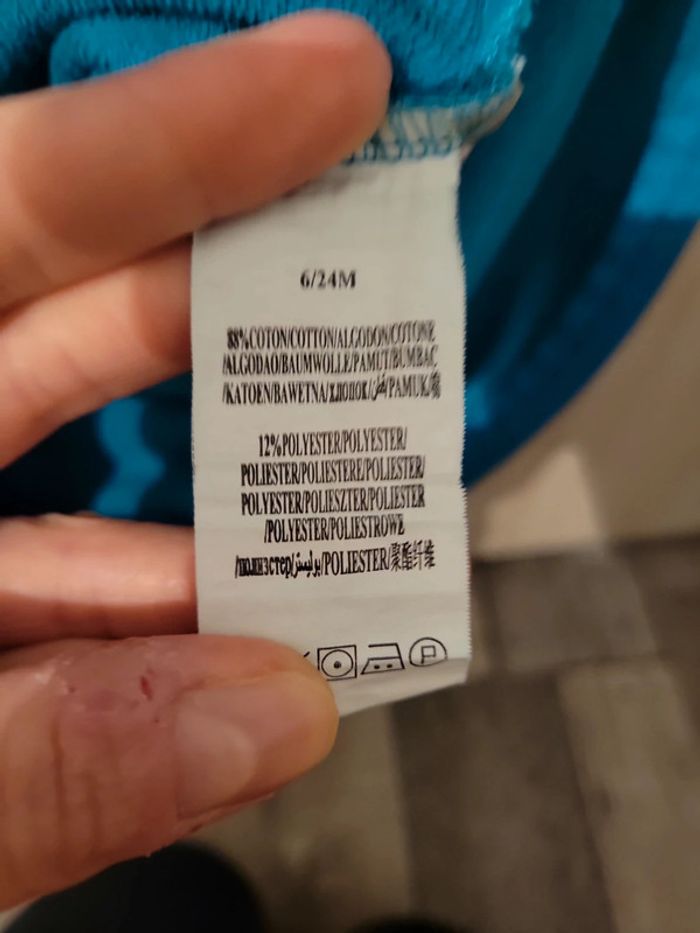 6/24M
88%COTON/COTTON/ALGODON/COTONE
/ALGODAO/BAUMWOLLE/PAMUT/BUMBAC
/KATOEN/BAWEŁNA/хлопок/قطن/PAMUK/棉
12%POLYESTER/POLYESTER/
POLIESTER/POLIESTERE/POLIESTER/
POLYESTER/POLIESZTER/POLIESTER
/POLYESTER/POLIESTROWE
/полиэстер/بوليستر/POLIESTER/聚酯纤维
P